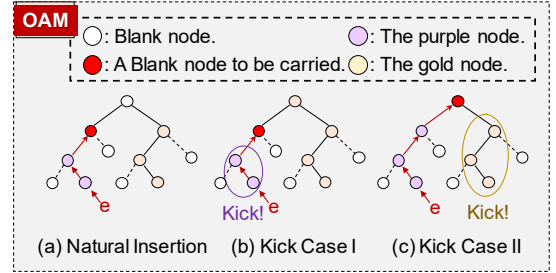 OAM
: Blank node.
: The purple node.
: A Blank node to be carried.
: The gold node.
Kick!
Kick!
e
e
e
Kick!
(a) Natural Insertion
(b) Kick Case I
(c) Kick Case II